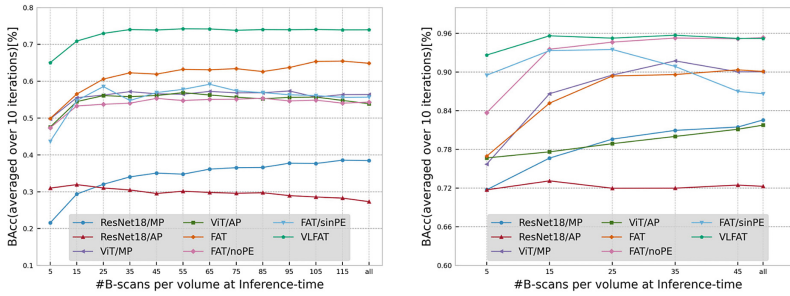 BAcc(averaged over 10 iterations)[%]
0.8
0.7
0.6
0.5
0.4
0.3
0.2
0.1
ResNet18/MP
ResNet18/AP
ViT/MP
ViT/AP
FAT
FAT/noPE
FAT/sinPE
VLFAT
5 15 25 35 45 55 65 75 85 95 105 115 all
#B-scans per volume at Inference-time
BAcc(averaged over 10 iterations)[%]
0.96
0.90
0.84
0.78
0.72
0.66
0.60
ResNet18/MP
ResNet18/AP
ViT/MP
ViT/AP
FAT
FAT/noPE
FAT/sinPE
VLFAT
5 15 25 35 45 all
#B-scans per volume at Inference-time